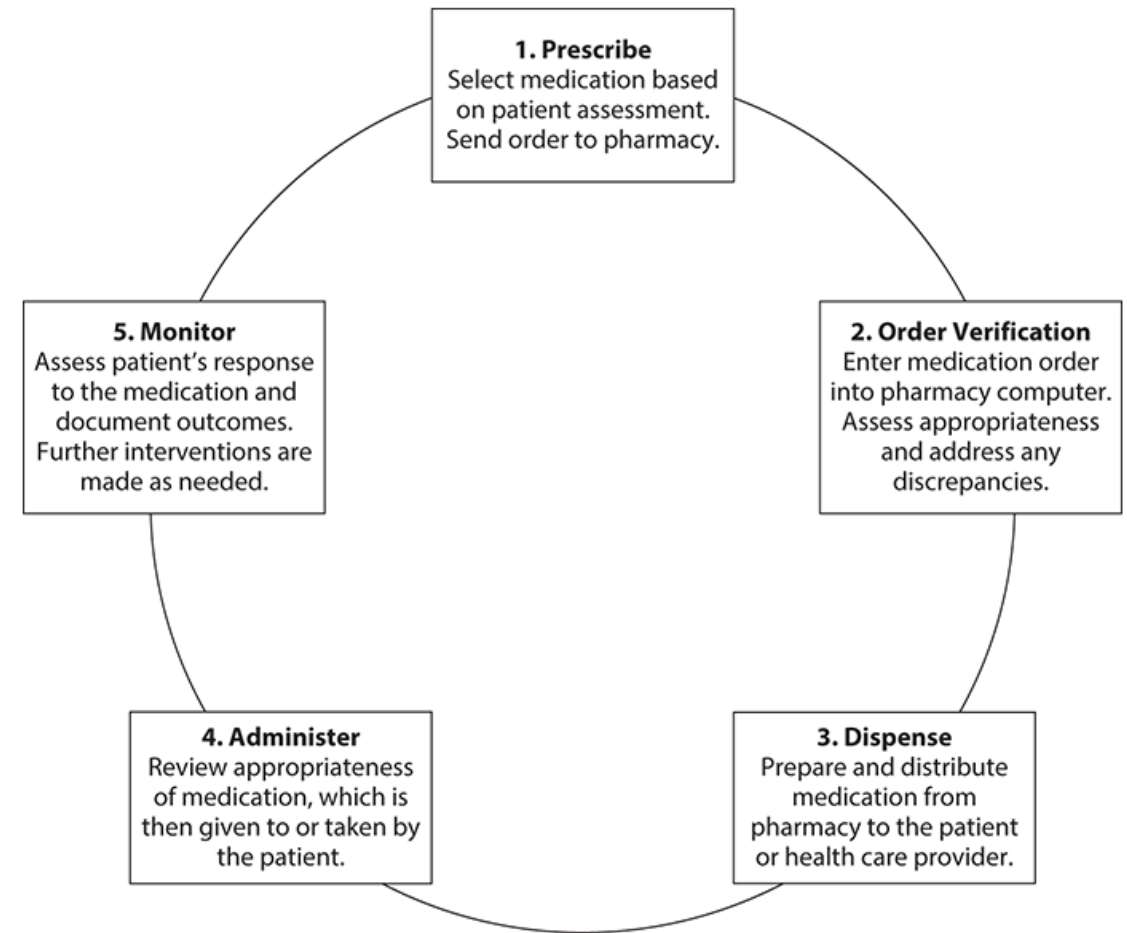 1. Prescribe
Select medication based
on patient assessment.
Send order to pharmacy.
2. Order Verification
Enter medication order
into pharmacy computer.
Assess appropriateness
and address any
discrepancies.
3. Dispense
Prepare and distribute
medication from
pharmacy to the patient
or health care provider.
4. Administer
Review appropriateness
of medication, which is
then given to or taken by
the patient.
5. Monitor
Assess patient’s response
to the medication and
document outcomes.
Further interventions are
made as needed.